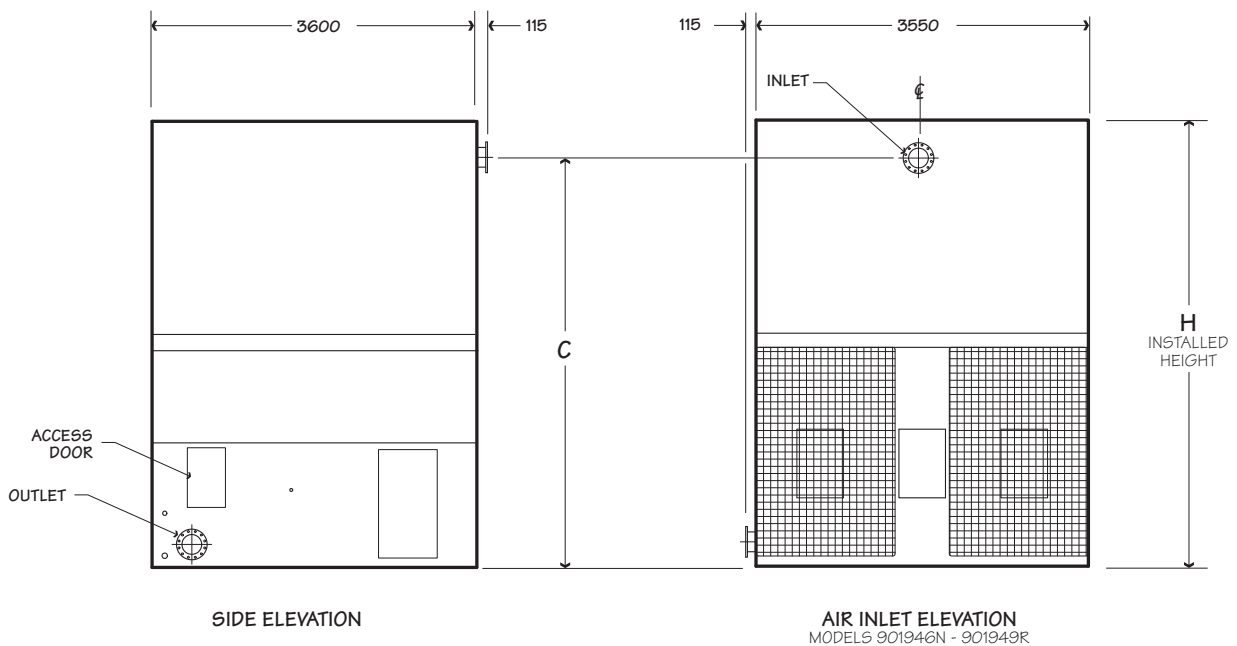 3600
115
115
3550
INLET
℄
C
H
INSTALLED
HEIGHT
ACCESS
DOOR
OUTLET
SIDE ELEVATION
AIR INLET ELEVATION
MODELS 901946N - 901949R